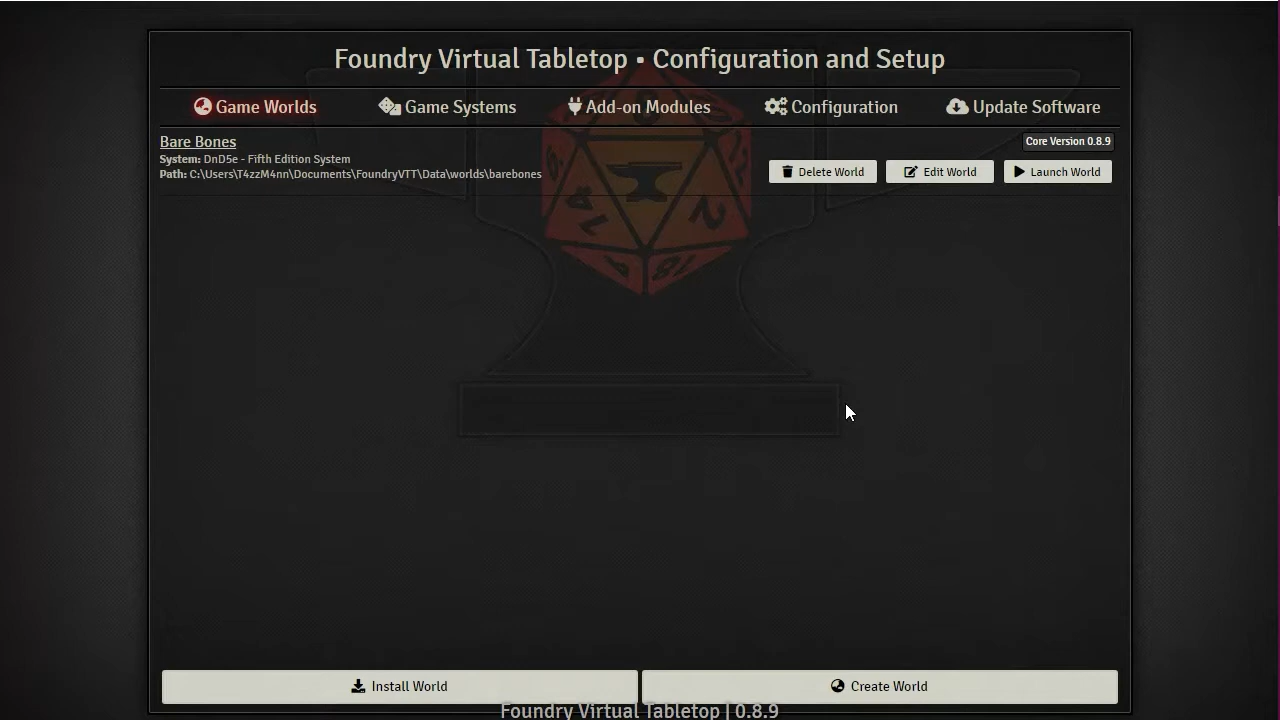 Foundry Virtual Tabletop • Configuration and Setup
Game Worlds Game Systems Add-on Modules Configuration Update Software
Bare Bones
Core Version 0.8.9
System: DnD5e - Fifth Edition System
Path: C:\Users\T4zzM4nn\Documents\FoundryVTT\Data\worlds\barebones
Delete World Edit World Launch World
Install World Create World
Foundry Virtual Tabletop | 0.8.9